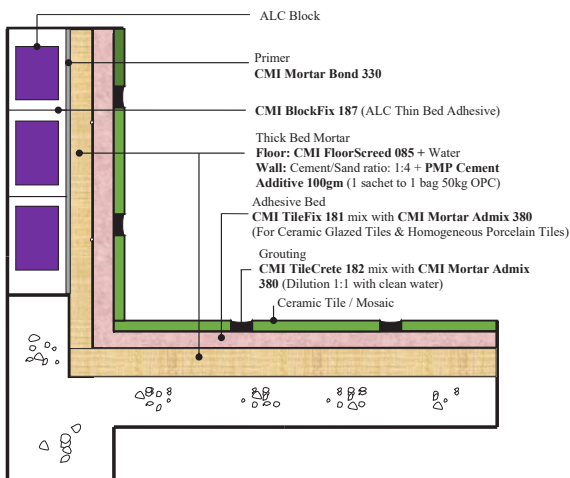 ALC Block
Primer
CMI Mortar Bond 330
CMI BlockFix 187 (ALC Thin Bed Adhesive)
Thick Bed Mortar
Floor: CMI FloorScreed 085 + Water
Wall: Cement/Sand ratio: 1:4 + PMP Cement
Additive 100gm (1 sachet to 1 bag 50kg OPC)
Adhesive Bed
CMI TileFix 181 mix with CMI Mortar Admix 380
(For Ceramic Glazed Tiles & Homogeneous Porcelain Tiles)
Grouting
CMI TileCrete 182 mix with CMI Mortar Admix
380 (Dilution 1:1 with clean water)
Ceramic Tile / Mosaic